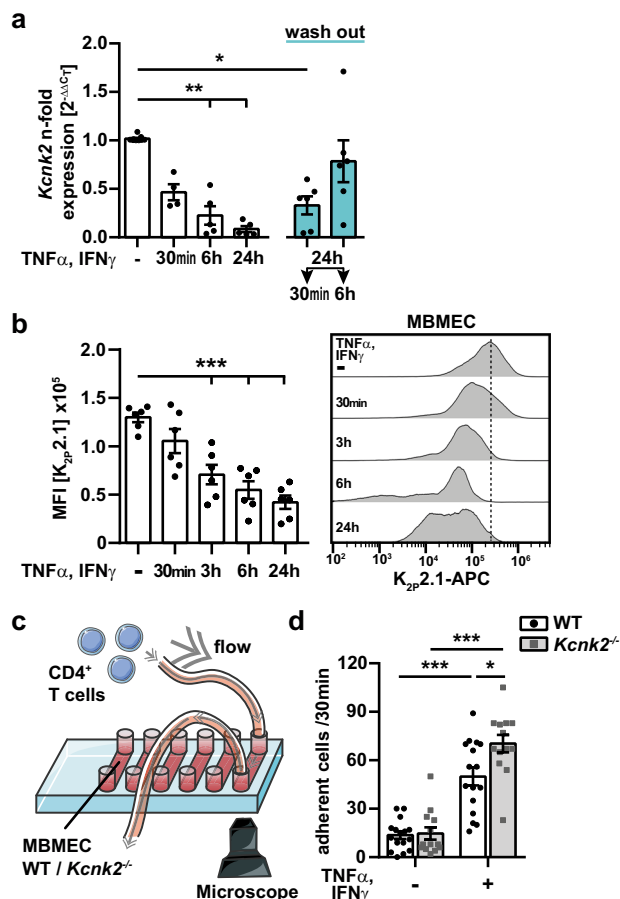 a
wash out
Kcnk2 n-fold
expression [2^-ΔΔCT]
2.0
1.5
1.0
0.5
0.0
*
**
TNFα, IFNγ
- 30min 6h 24h
24h
30min 6h
b
MFI [K2P2.1] x10^5
2.0
1.5
1.0
0.5
0
***
TNFα, IFNγ - 30min 3h 6h 24h
MBMEC
TNFα,
IFNγ
-
30min
3h
6h
24h
10^2 10^3 10^4 10^5 10^6
K2P2.1-APC
c
CD4+
T cells
flow
MBMEC
WT / Kcnk2-/-
Microscope
d
WT
Kcnk2-/-
***
*** *
adherent cells /30min
120
90
60
30
0
TNFα,
IFNγ
- +